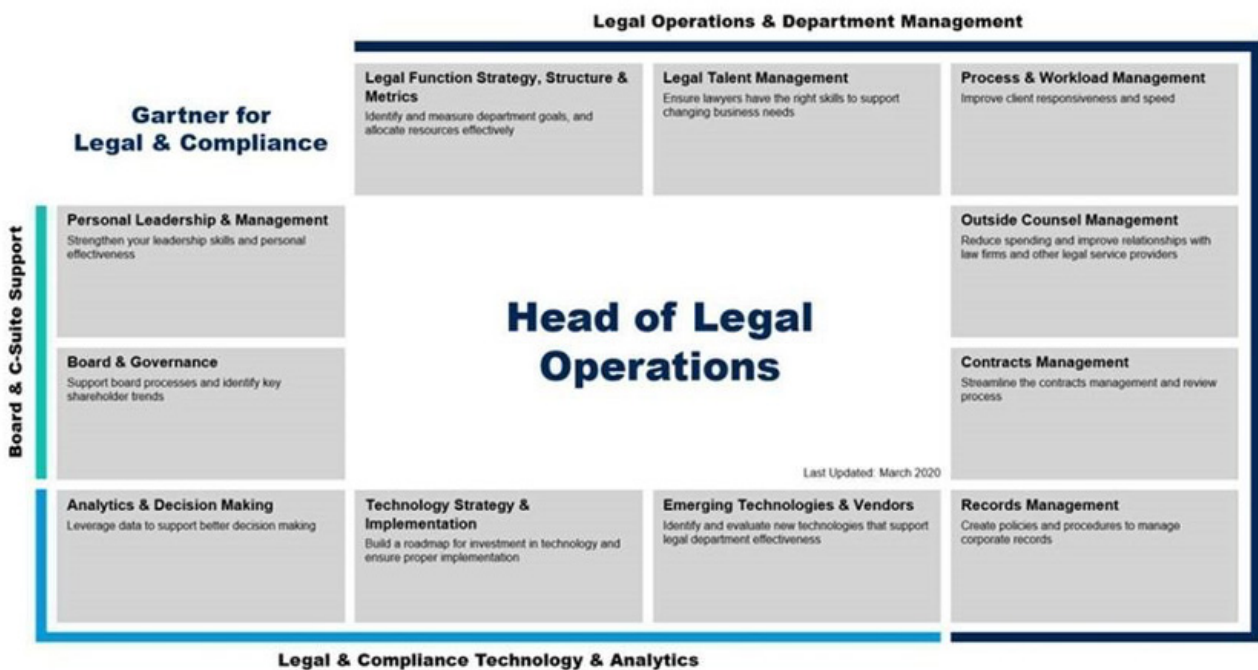 Legal Operations & Department Management
Gartner for
Legal & Compliance
Legal Function Strategy, Structure &
Metrics
Identify and measure department goals, and
allocate resources effectively
Legal Talent Management
Ensure lawyers have the right skills to support
changing business needs
Process & Workload Management
Improve client responsiveness and speed
Board & C-Suite Support
Personal Leadership & Management
Strengthen your leadership skills and personal
effectiveness
Outside Counsel Management
Reduce spending and improve relationships with
law firms and other legal service providers
Head of Legal
Operations
Board & Governance
Support board processes and identify key
shareholder trends
Contracts Management
Streamline the contracts management and review
process
Last Updated: March 2020
Analytics & Decision Making
Leverage data to support better decision making
Technology Strategy &
Implementation
Build a roadmap for investment in technology and
ensure proper implementation
Emerging Technologies & Vendors
Identify and evaluate new technologies that support
legal department effectiveness
Records Management
Create policies and procedures to manage
corporate records
Legal & Compliance Technology & Analytics